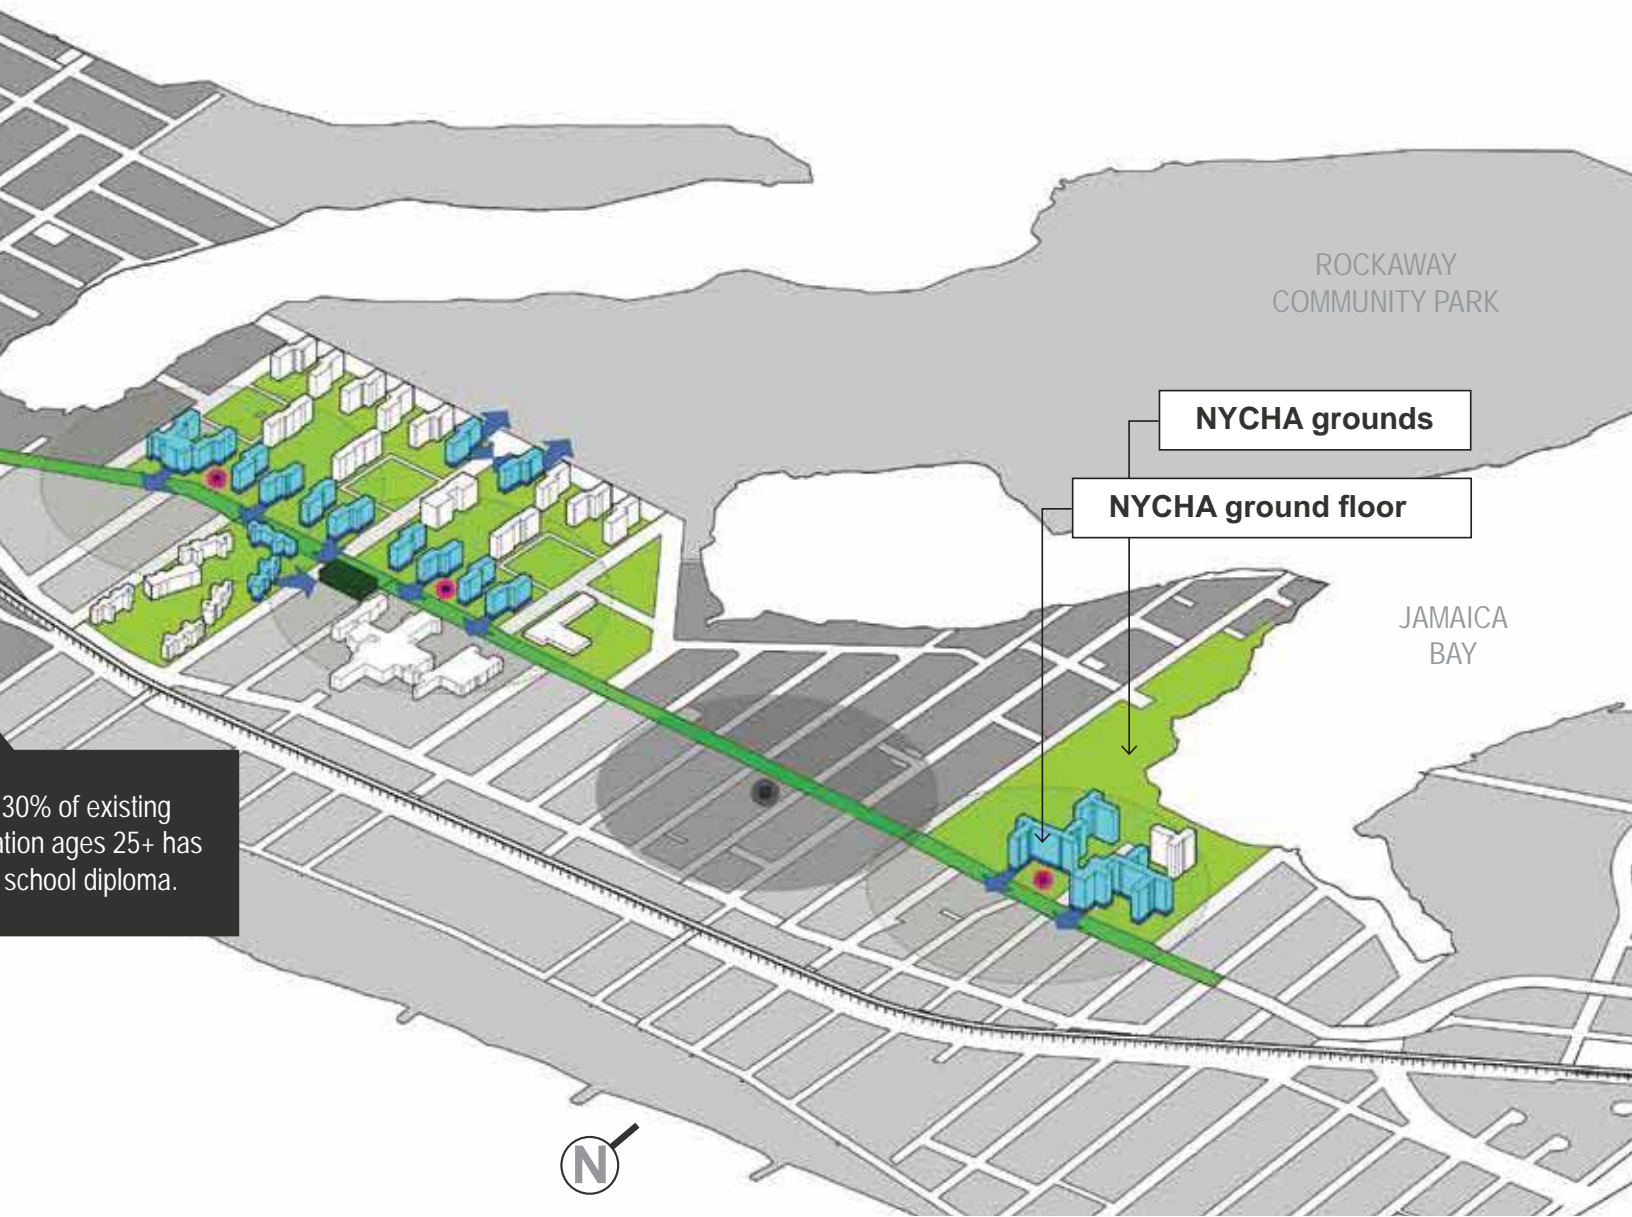 ROCKAWAY
COMMUNITY PARK
NYCHA grounds
NYCHA ground floor
JAMAICA
BAY
30% of existing
ation ages 25+ has
school diploma.
N